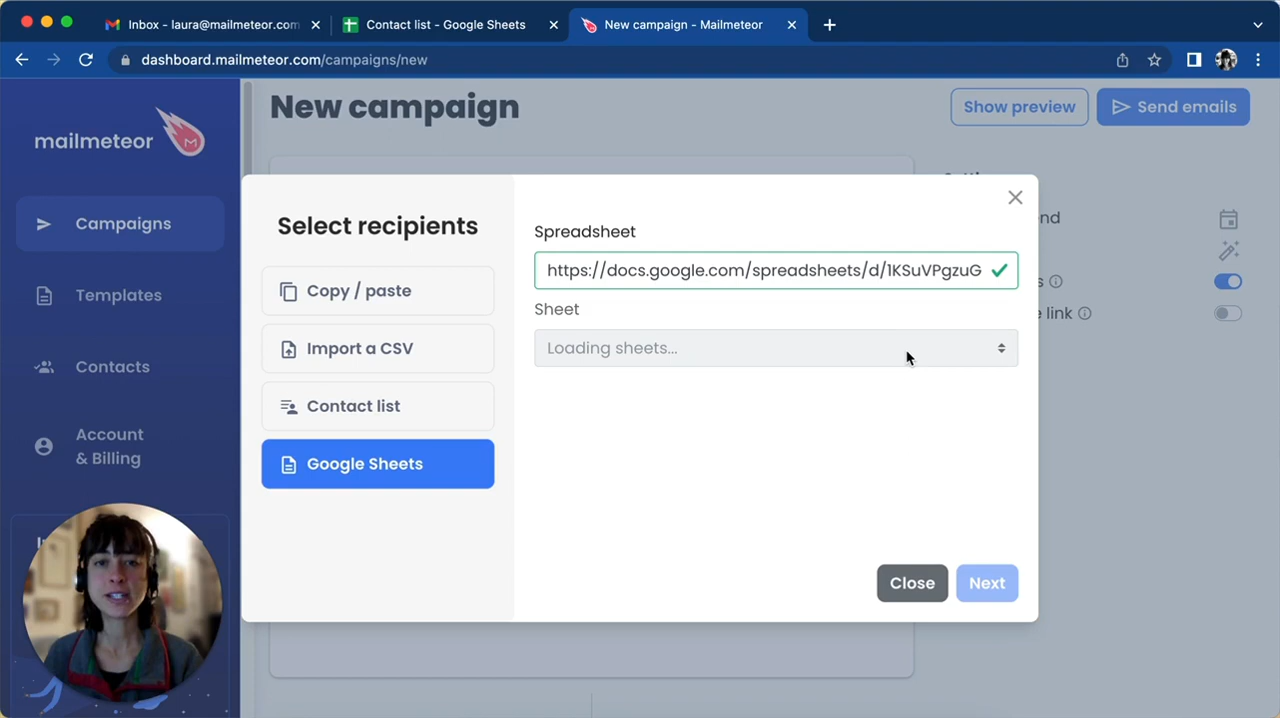 Inbox - laura@mailmeteor.com
Contact list - Google Sheets
New campaign - Mailmeteor
dashboard.mailmeteor.com/campaigns/new
mailmeteor
Campaigns
Templates
Contacts
Account
& Billing
New campaign
Show preview
Send emails
Select recipients
Copy / paste
Import a CSV
Contact list
Google Sheets
Spreadsheet
https://docs.google.com/spreadsheets/d/1KSuVPgzuG
Sheet
Loading sheets...
Close
Next
link